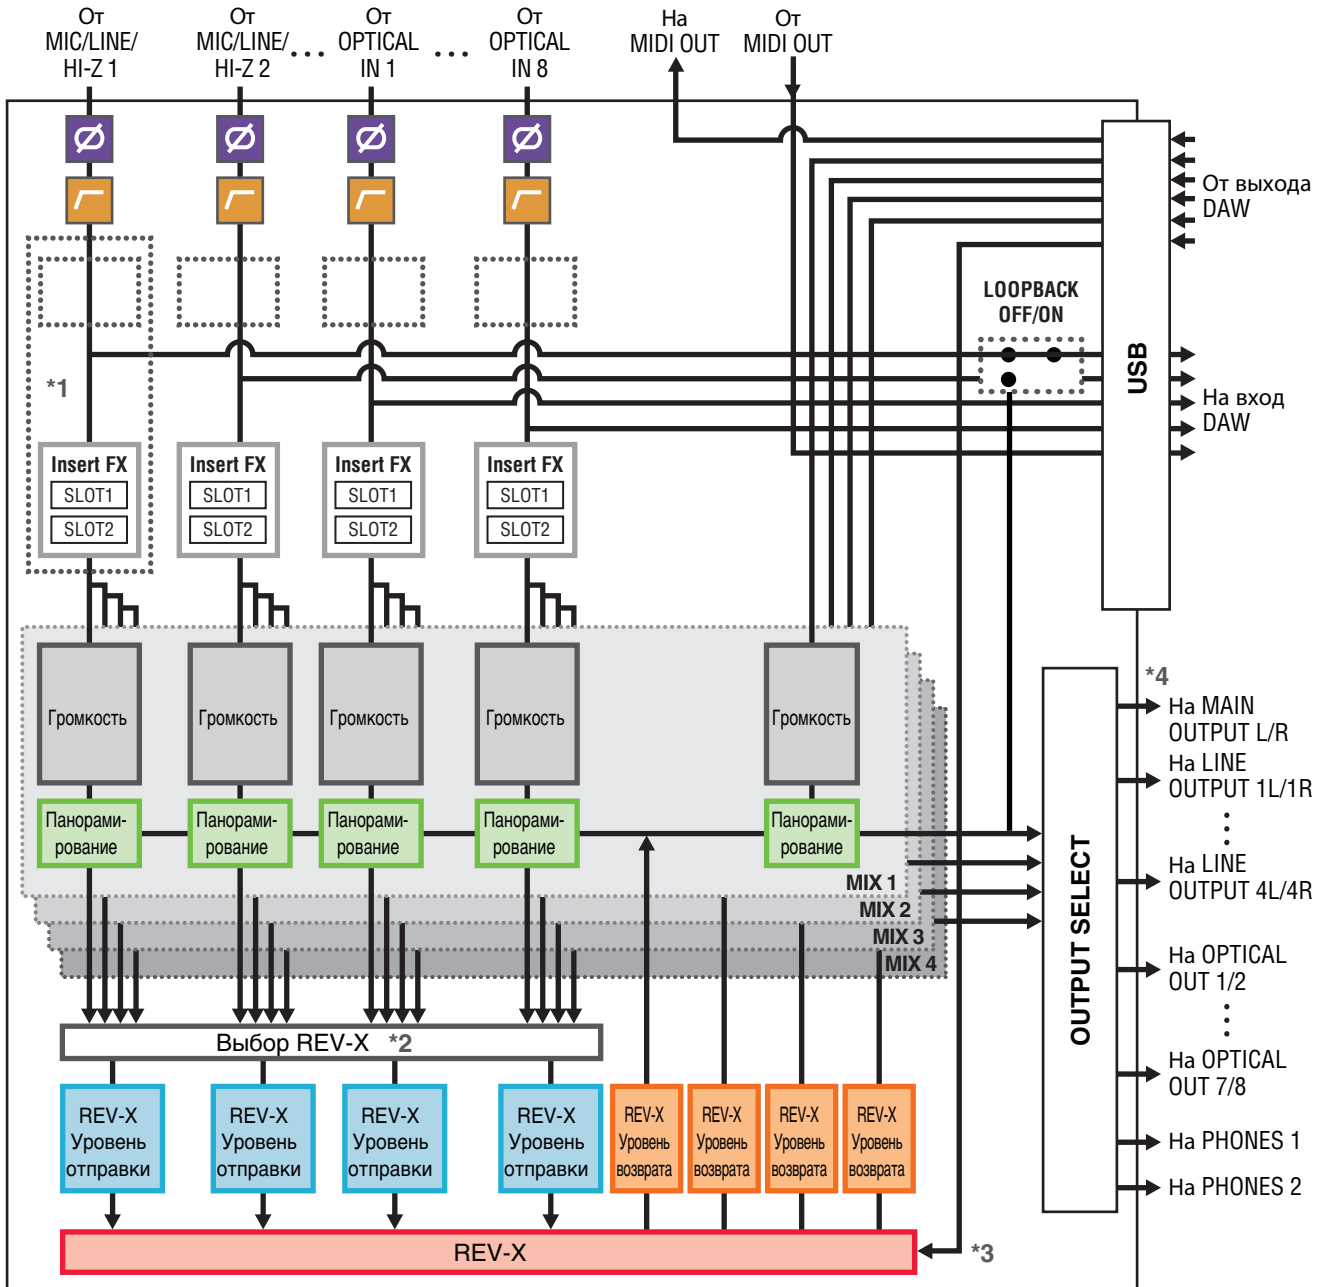 От
MIC/LINE/
HI-Z 1
От
MIC/LINE/
HI-Z 2
От
OPTICAL
IN 1
От
OPTICAL
IN 8
На
MIDI OUT
От
MIDI OUT
От выхода
DAW
LOOPBACK
OFF/ON
USB
На вход
DAW
*1
Insert FX
SLOT1
SLOT2
Insert FX
SLOT1
SLOT2
Insert FX
SLOT1
SLOT2
Insert FX
SLOT1
SLOT2
Громкость
Громкость
Громкость
Громкость
Громкость
Панорами-
рование
Панорами-
рование
Панорами-
рование
Панорами-
рование
Панорами-
рование
MIX 1
MIX 2
MIX 3
MIX 4
OUTPUT SELECT
*4
На MAIN
OUTPUT L/R
На LINE
OUTPUT 1L/1R
На LINE
OUTPUT 4L/4R
На OPTICAL
OUT 1/2
На OPTICAL
OUT 7/8
На PHONES 1
На PHONES 2
Выбор REV-X *2
REV-X
Уровень
отправки
REV-X
Уровень
отправки
REV-X
Уровень
отправки
REV-X
Уровень
отправки
REV-X
Уровень
возврата
REV-X
Уровень
возврата
REV-X
Уровень
возврата
REV-X
Уровень
возврата
REV-X
*3